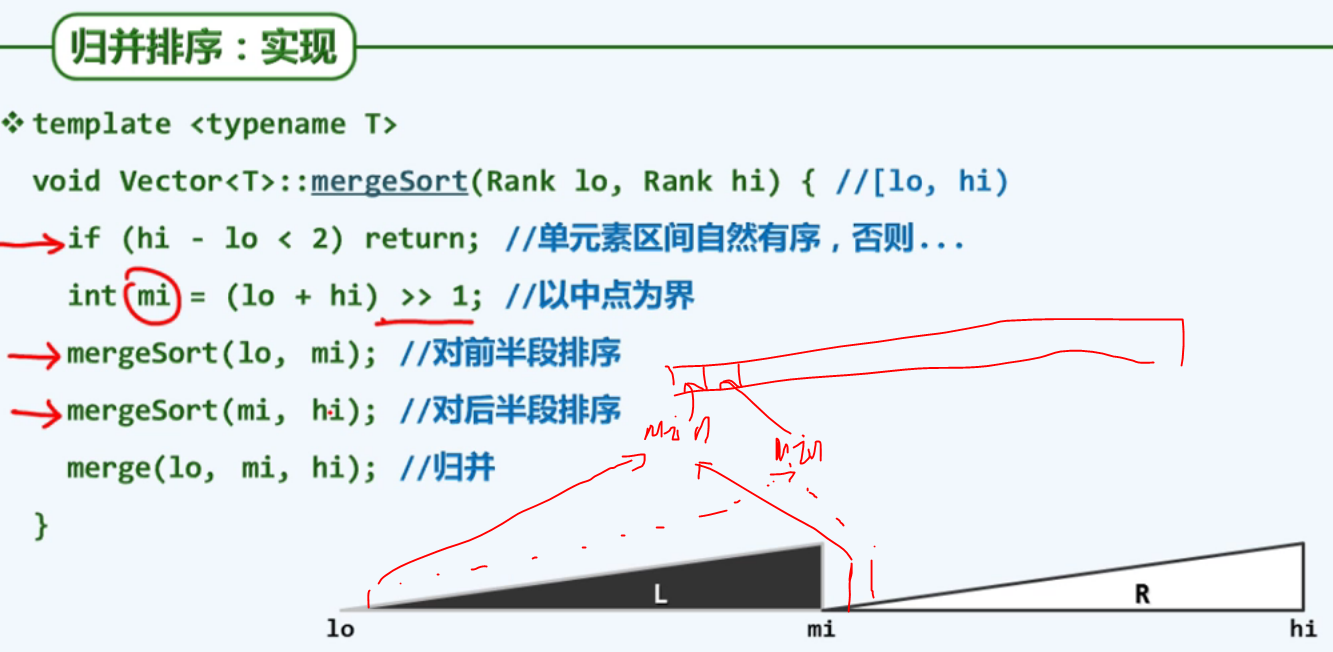 归并排序：实现
❖ template <typename T>
void Vector<T>::mergeSort(Rank lo, Rank hi) { //[lo, hi)
if (hi - lo < 2) return; //单元素区间自然有序，否则...
int mi = (lo + hi) >> 1; //以中点为界
mergeSort(lo, mi); //对前半段排序
mergeSort(mi, hi); //对后半段排序
merge(lo, mi, hi); //归并
}
min
min
L
R
lo
mi
hi